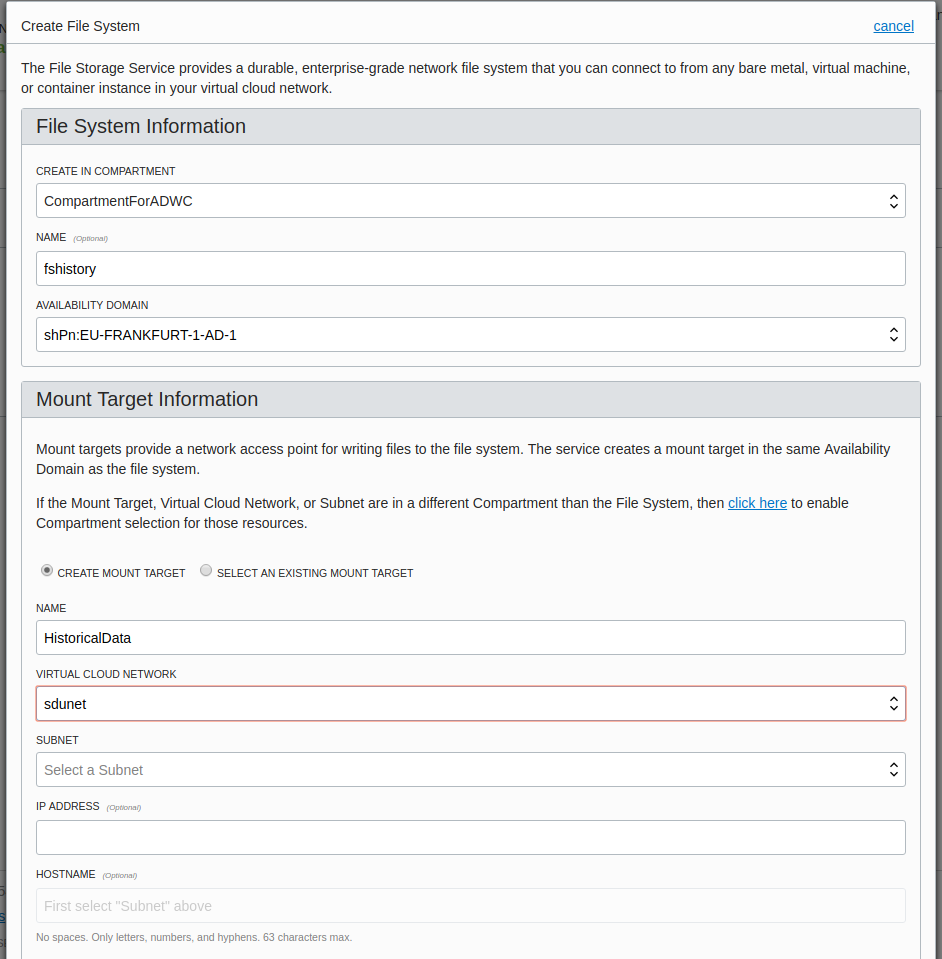 Create File System
cancel
The File Storage Service provides a durable, enterprise-grade network file system that you can connect to from any bare metal, virtual machine,
or container instance in your virtual cloud network.
File System Information
CREATE IN COMPARTMENT
CompartmentForADWC
NAME (Optional)
fshistory
AVAILABILITY DOMAIN
shPn:EU-FRANKFURT-1-AD-1
Mount Target Information
Mount targets provide a network access point for writing files to the file system. The service creates a mount target in the same Availability
Domain as the file system.
If the Mount Target, Virtual Cloud Network, or Subnet are in a different Compartment than the File System, then click here to enable
Compartment selection for those resources.
CREATE MOUNT TARGET SELECT AN EXISTING MOUNT TARGET
NAME
HistoricalData
VIRTUAL CLOUD NETWORK
sdunet
SUBNET
Select a Subnet
IP ADDRESS (Optional)
HOSTNAME (Optional)
First select "Subnet" above
No spaces. Only letters, numbers, and hyphens. 63 characters max.